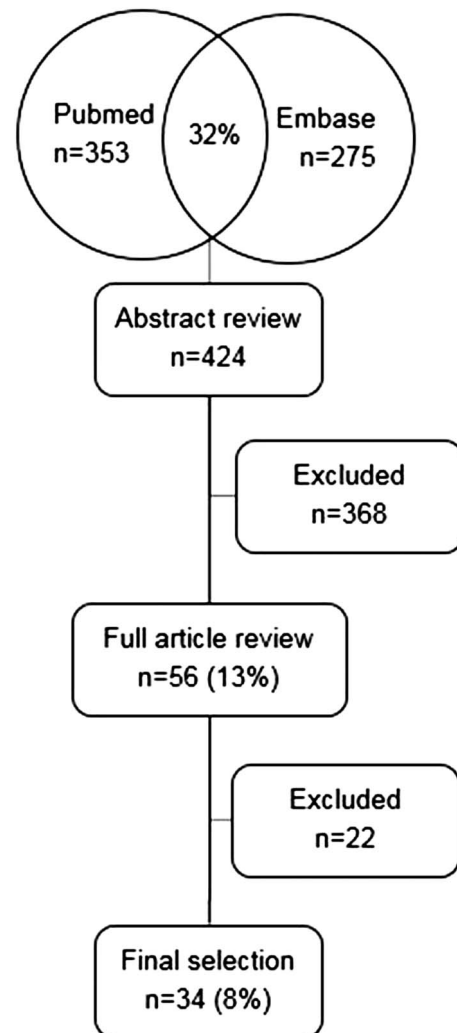 Pubmed
n=353
32%
Embase
n=275
Abstract review
n=424
Excluded
n=368
Full article review
n=56 (13%)
Excluded
n=22
Final selection
n=34 (8%)